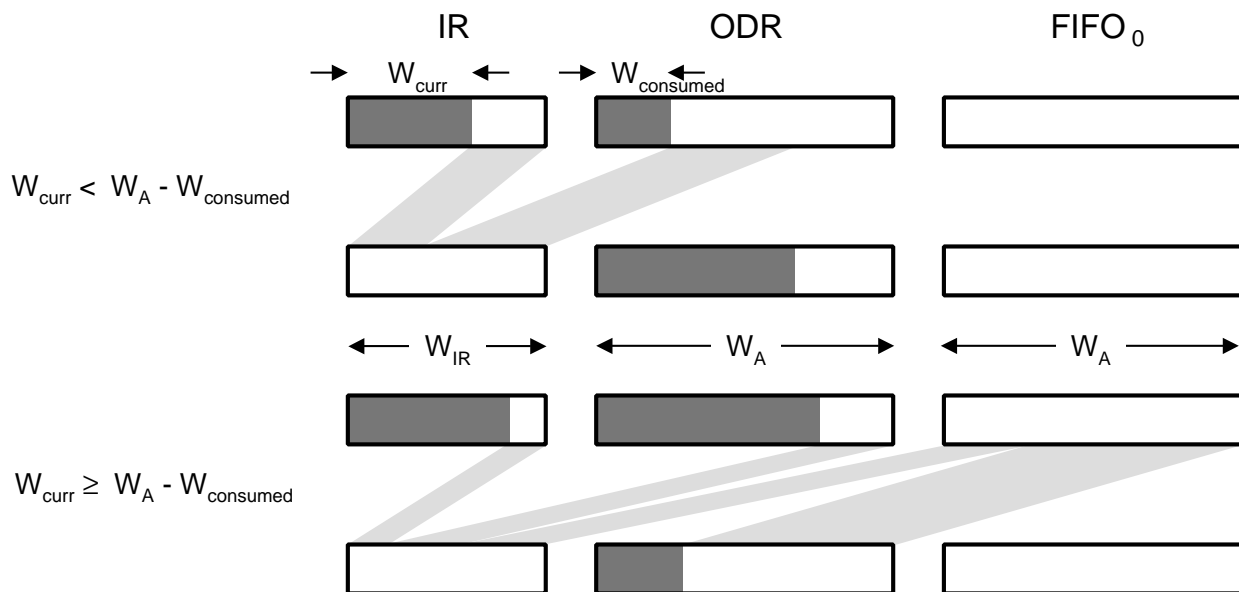 IR ODR FIFO0
Wcurr Wconsumed
Wcurr < WA - Wconsumed
WIR WA WA
Wcurr ≥ WA - Wconsumed